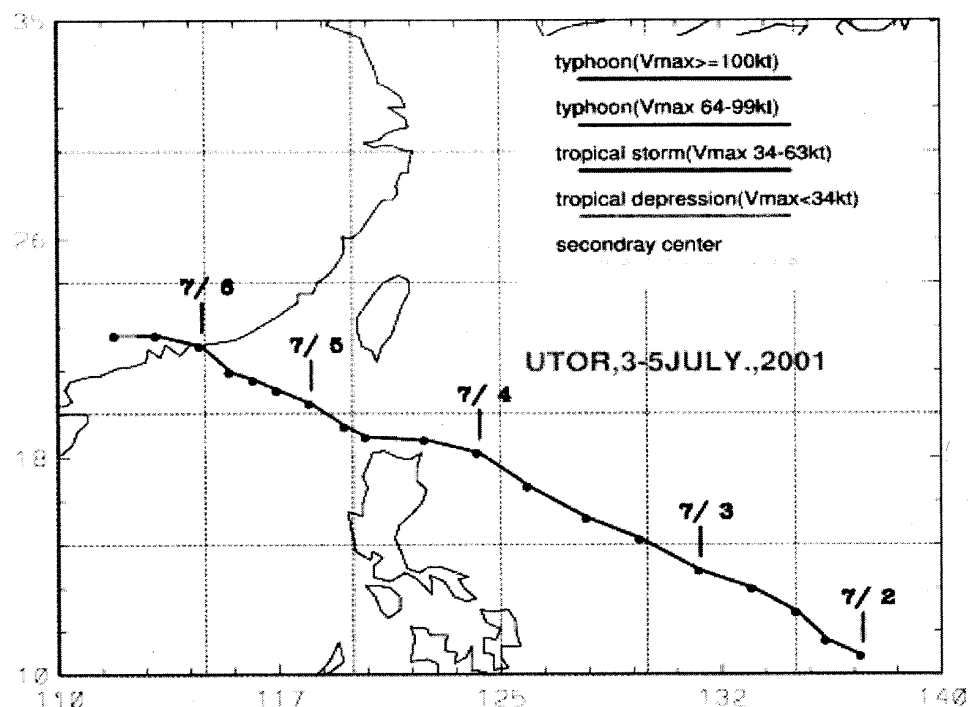 35
typhoon(Vmax>=100kt)
typhoon(Vmax 64-99kt)
tropical storm(Vmax 34-63kt)
tropical depression(Vmax<34kt)
26
secondray center
7/ 6
7/ 5
UTOR,3-5JULY.,2001
7/ 4
18
7/ 3
7/ 2
10
110 117 125 132 140